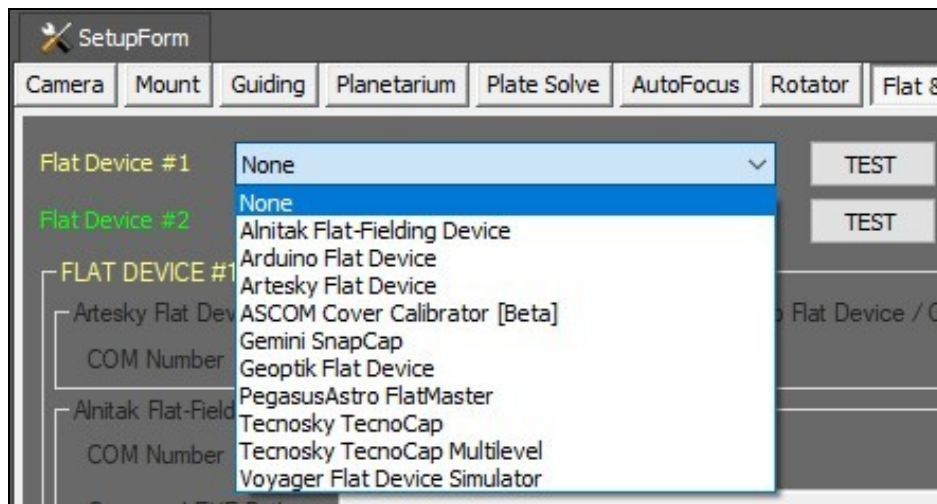 SetupForm
Camera Mount Guiding Planetarium Plate Solve AutoFocus Rotator Flat &
Flat Device #1 None TEST
None
Flat Device #2 TEST
Alnitak Flat-Fielding Device
Arduino Flat Device
FLAT DEVICE #1
Artesky Flat Device
Artesky Flat Dev Flat Device /
ASCOM Cover Calibrator [Beta]
Gemini SnapCap
COM Number
Geoptik Flat Device
PegasusAstro FlatMaster
Alnitak Flat-Field
Tecnosky TecnoCap
COM Number
Tecnosky TecnoCap Multilevel
Voyager Flat Device Simulator